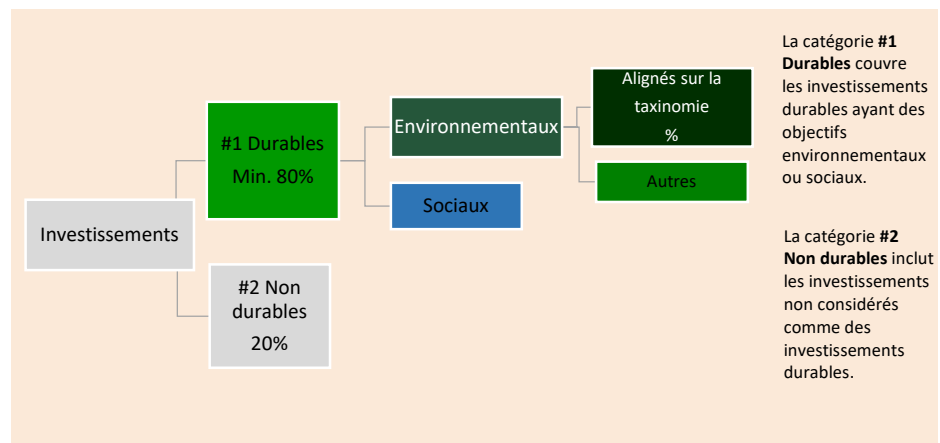 Investissements
#1 Durables
Min. 80%
#2 Non
durables
20%
Environnementaux
Sociaux
Alignés sur la
taxinomie
%
Autres
La catégorie #1
Durables couvre
les investissements
durables ayant des
objectifs
environnementaux
ou sociaux.
La catégorie #2
Non durables inclut
les investissements
non considérés
comme des
investissements
durables.